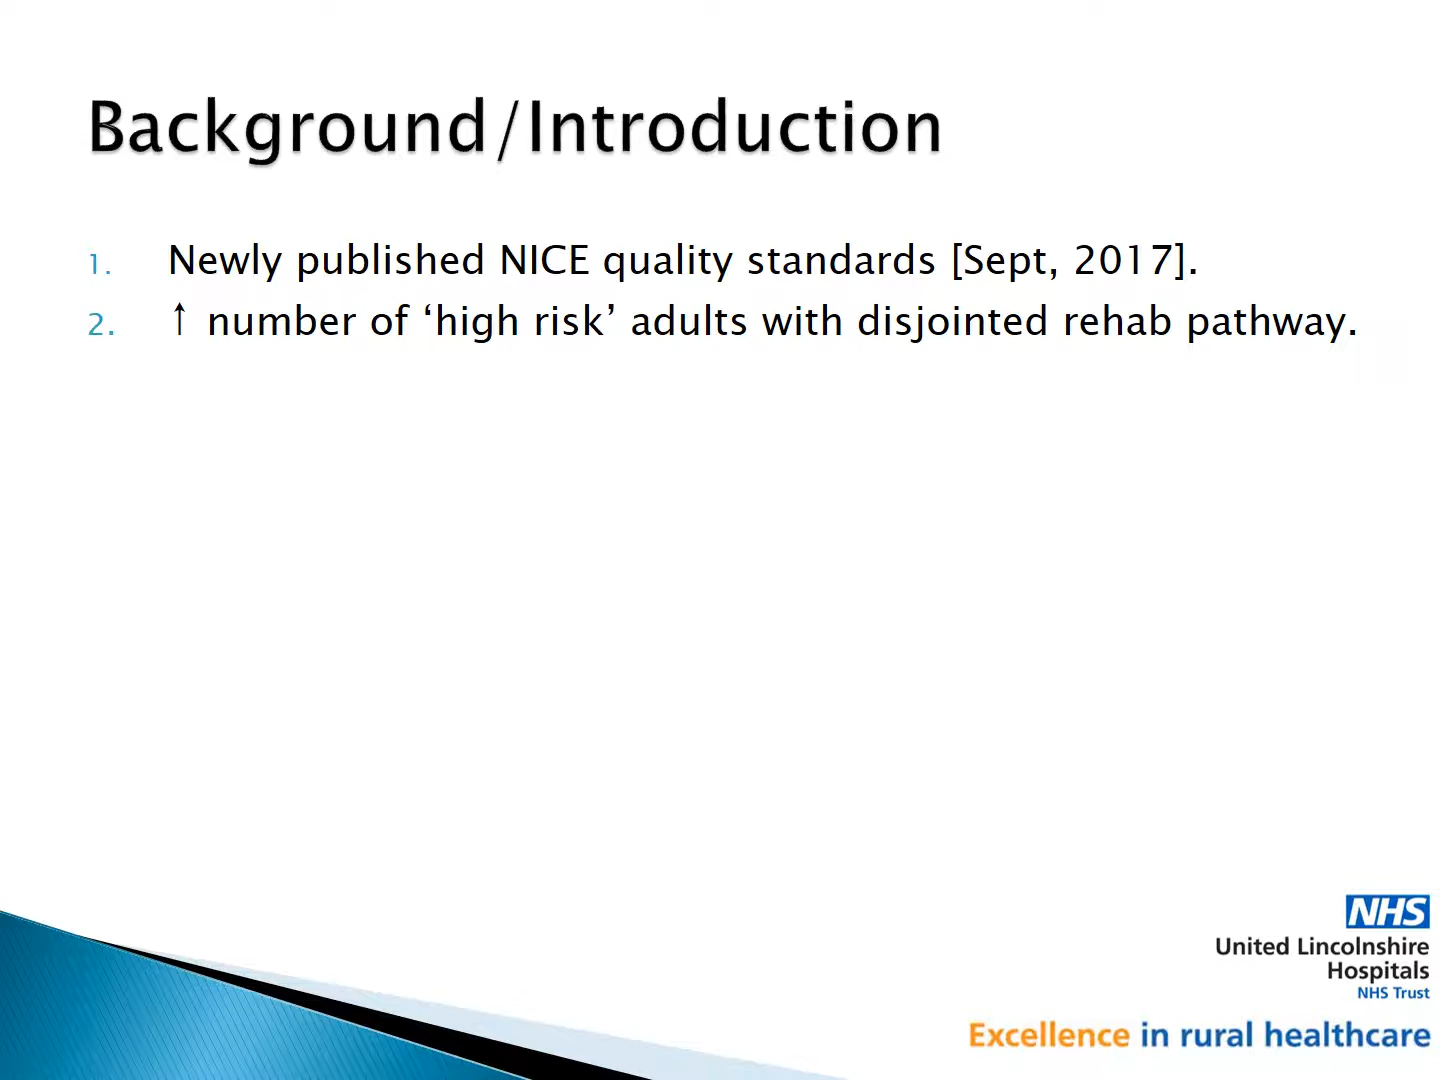 Background/Introduction
1. Newly published NICE quality standards [Sept, 2017].
2. ↑ number of ‘high risk’ adults with disjointed rehab pathway.
NHS
United Lincolnshire
Hospitals
NHS Trust
Excellence in rural healthcare